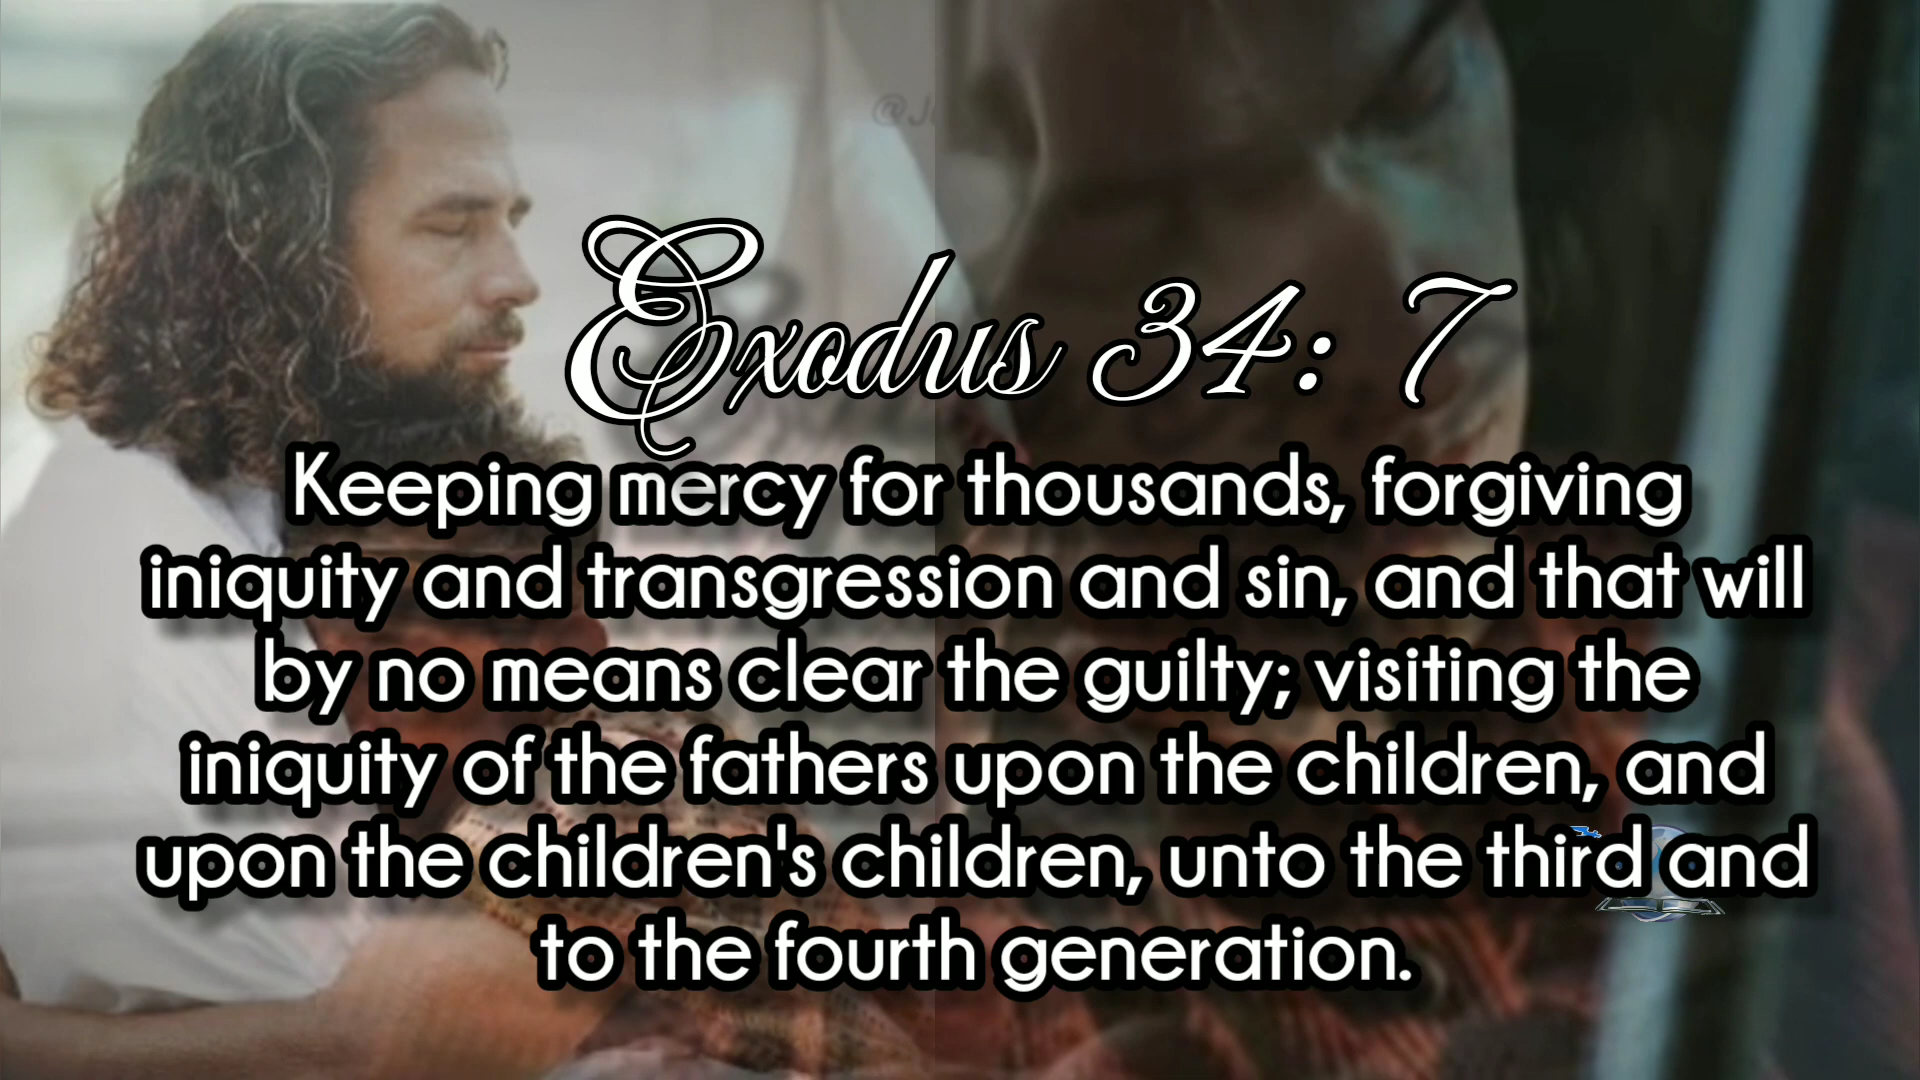 @J
Exodus 34: 7
Keeping mercy for thousands, forgiving
iniquity and transgression and sin, and that will
by no means clear the guilty; visiting the
iniquity of the fathers upon the children, and
upon the children's children, unto the third and
to the fourth generation.